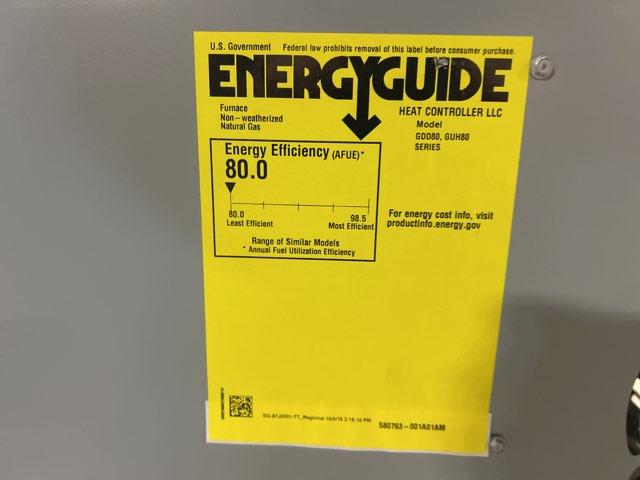 U.S. Government Federal law prohibits removal of this label before consumer purchase.
ENERGYGUIDE
Furnace
Non-weatherized
Natural Gas
HEAT CONTROLLER LLC
Model
GDD80, GUH80
SERIES
Energy Efficiency (AFUE)*
80.0
80.0
Least Efficient
98.5
Most Efficient
Range of Similar Models
* Annual Fuel Utilization Efficiency
For energy cost info, visit
productinfo.energy.gov
580763-001A01AM